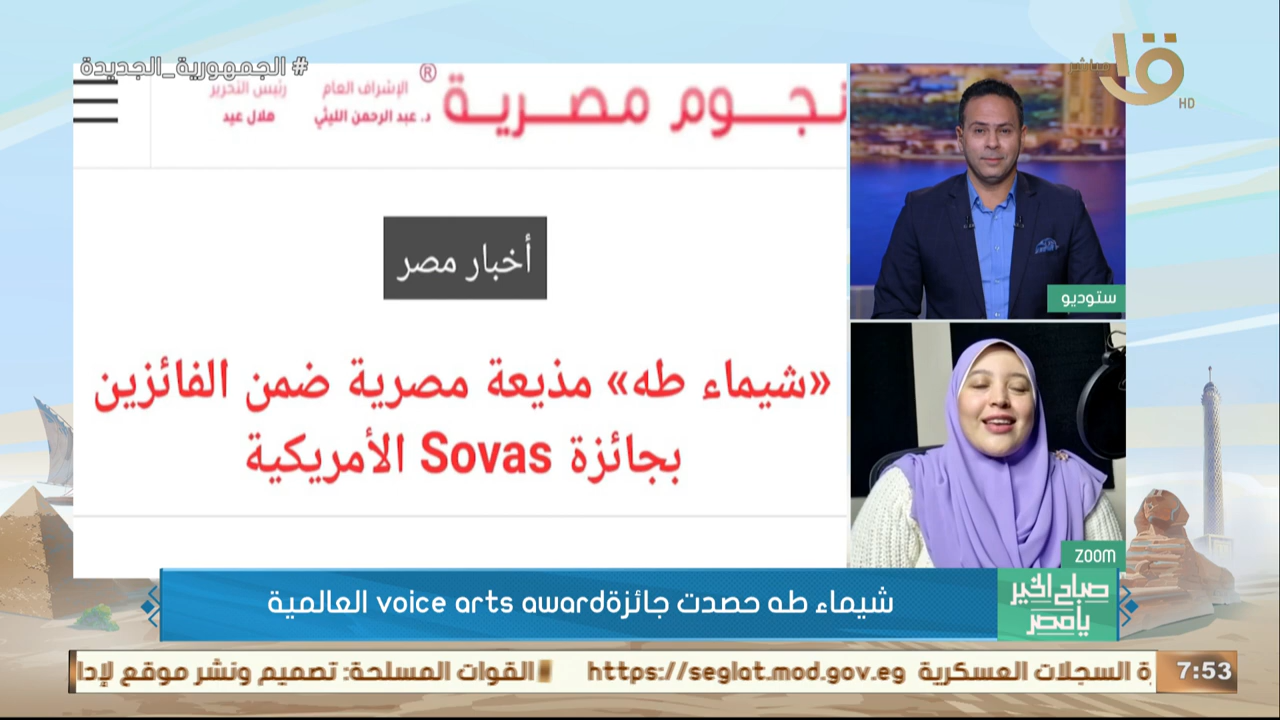 # الجمهورية_الجديدة
مباشر
HD
نجوم مصرية ®
الإشراف العام
د. عبد الرحمن الليثي
رئيس التحرير
هلال عيد
أخبار مصر
«شيماء طه» مذيعة مصرية ضمن الفائزين
بجائزة Sovas الأمريكية
ستوديو
zoom
صباح الخير
يا مصر
شيماء طه حصدت جائزةvoice arts award العالمية
7:53
ة السجلات العسكرية https://seglat.mod.gov.eg
القوات المسلحة: تصميم ونشر موقع لإدا